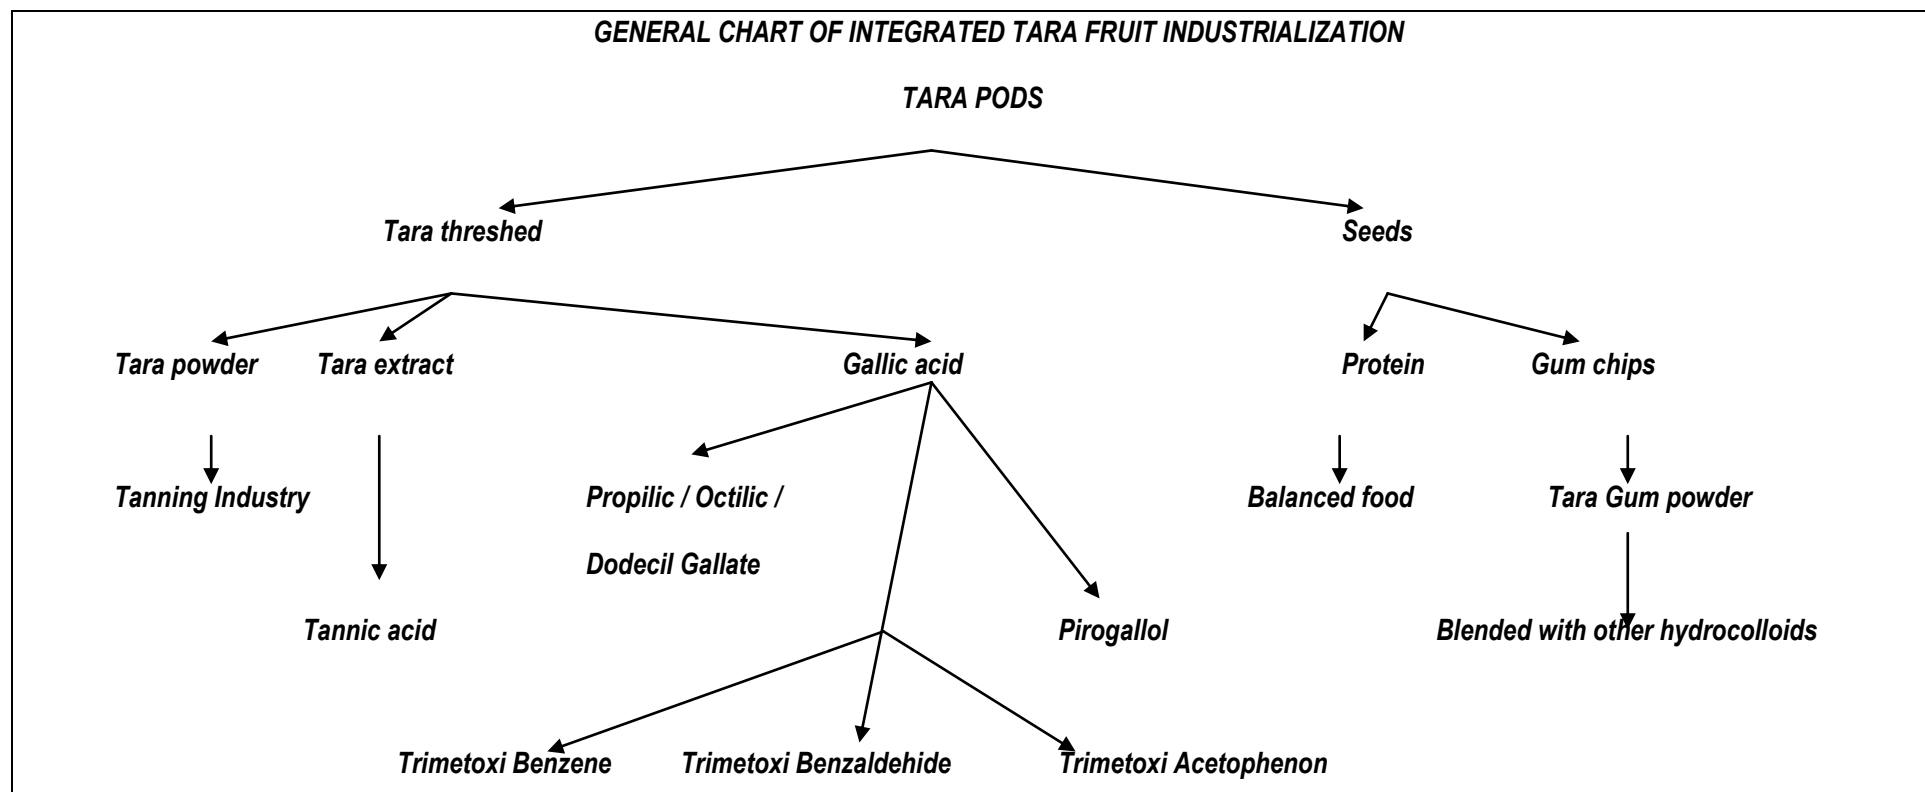 GENERAL CHART OF INTEGRATED TARA FRUIT INDUSTRIALIZATION
TARA PODS
Tara threshed
Seeds
Tara powder
Tara extract
Gallic acid
Protein
Gum chips
Tanning Industry
Propilic / Octilic /
Dodecil Gallate
Balanced food
Tara Gum powder
Tannic acid
Pirogallol
Blended with other hydrocolloids
Trimetoxi Benzene
Trimetoxi Benzaldehide
Trimetoxi Acetophenon